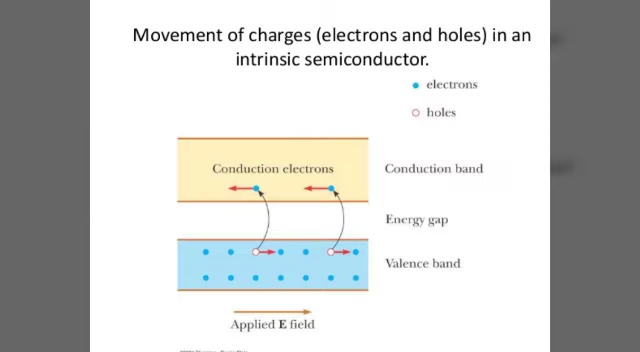 Movement of charges (electrons and holes) in an
intrinsic semiconductor.
electrons
holes
Conduction electrons
Conduction band
Energy gap
Valence band
Applied E field